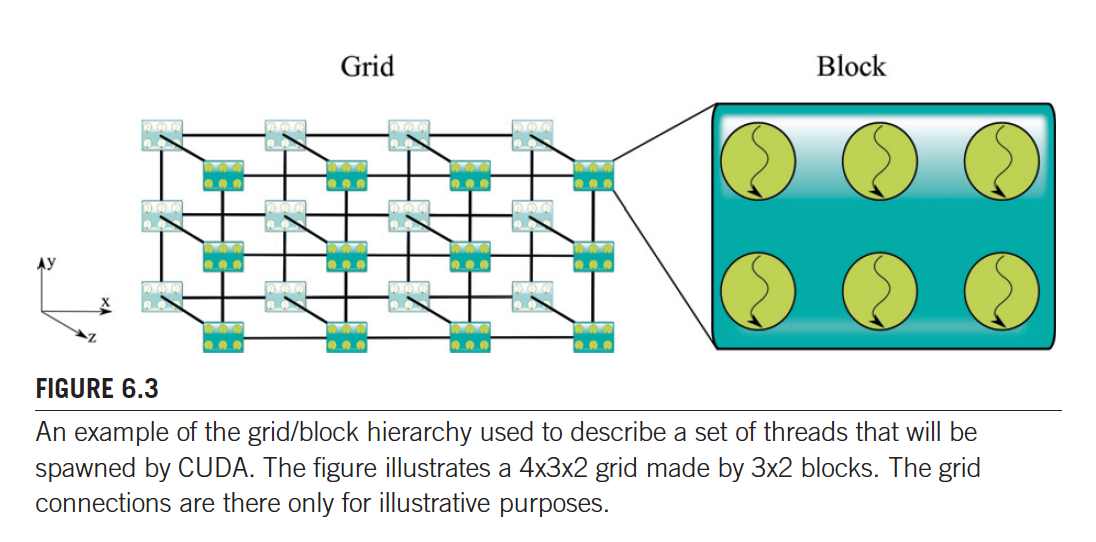 Grid
Block
y
x
z
FIGURE 6.3
An example of the grid/block hierarchy used to describe a set of threads that will be
spawned by CUDA. The figure illustrates a 4x3x2 grid made by 3x2 blocks. The grid
connections are there only for illustrative purposes.